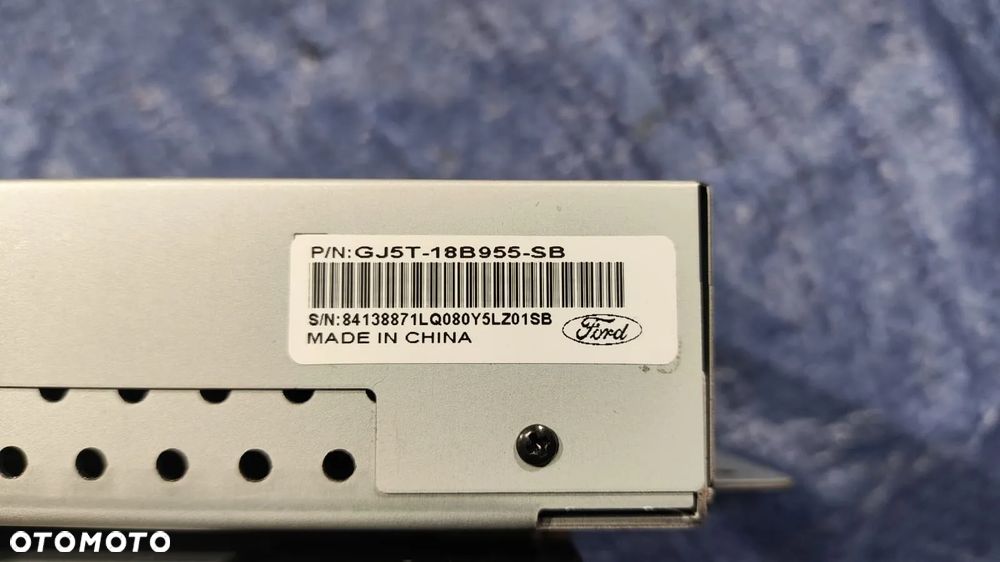 P/N:GJ5T-18B955-SB
S/N:84138871LQ080Y5LZ01SB
Ford
MADE IN CHINA
OTOMOTO